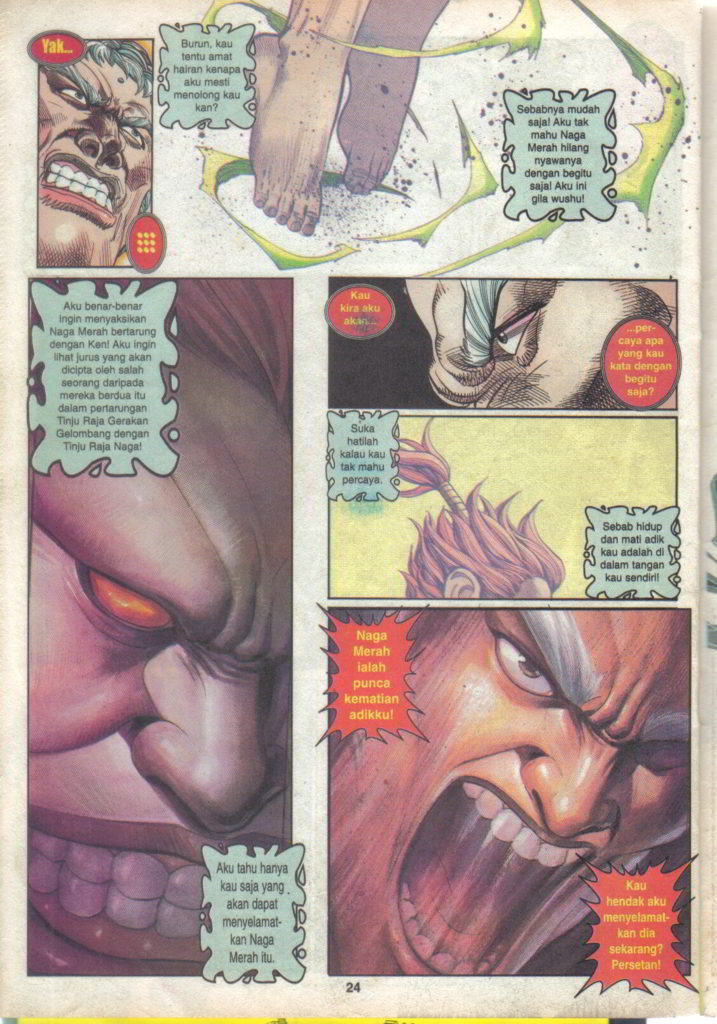 Yak...
Burun, kau
tentu amat
hairan kenapa
aku mesti
menolong kau
kan?
Sebabnya mudah
saja! Aku tak
mahu Naga
Merah hilang
nyawanya
dengan begitu
saja! Aku ini
gila wushu!
Aku benar-benar
Ingin menyaksikan
Naga Merah bertarung
dengan Ken! Aku ingin
lihat jurus yang akan
dicipta oleh salah
seorang daripada
mereka berdua itu
dalam pertarungan
Tinju Raja Gerakan
Gelombang dengan
Tinju Raja Naga!
Aku tahu hanya
kau saja yang
akan dapat
menyelamat-
kan Naga
Merah itu.
Kau
kira aku
akan...
...per-
caya apa
yang kau
kata dengan
begitu
saja?
Suka
hatilah
kalau kau
tak mahu
percaya.
Sebab hidup
dan mati adik
kau adalah di
dalam tangan
kau sendiri!
Naga
Merah
ialah
punca
kematian
adikku!
Kau
hendak aku
menyelamat-
kan dia
sekarang?
Persetan!
24